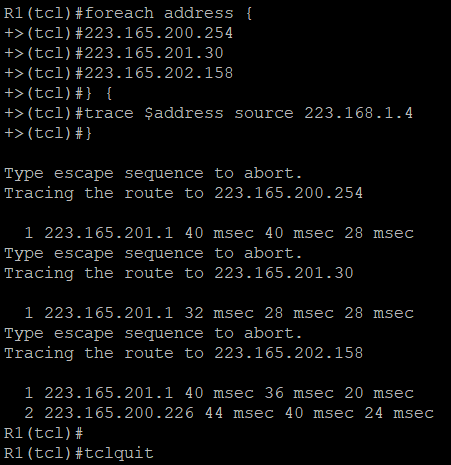 R1(tcl)#foreach address {
+>(tcl)#223.165.200.254
+>(tcl)#223.165.201.30
+>(tcl)#223.165.202.158
+>(tcl)#} {
+>(tcl)#trace $address source 223.168.1.4
+>(tcl)#}
Type escape sequence to abort.
Tracing the route to 223.165.200.254
1 223.165.201.1 40 msec 40 msec 28 msec
Type escape sequence to abort.
Tracing the route to 223.165.201.30
1 223.165.201.1 32 msec 28 msec 28 msec
Type escape sequence to abort.
Tracing the route to 223.165.202.158
1 223.165.201.1 40 msec 36 msec 20 msec
2 223.165.200.226 44 msec 40 msec 24 msec
R1(tcl)#
R1(tcl)#tclquit